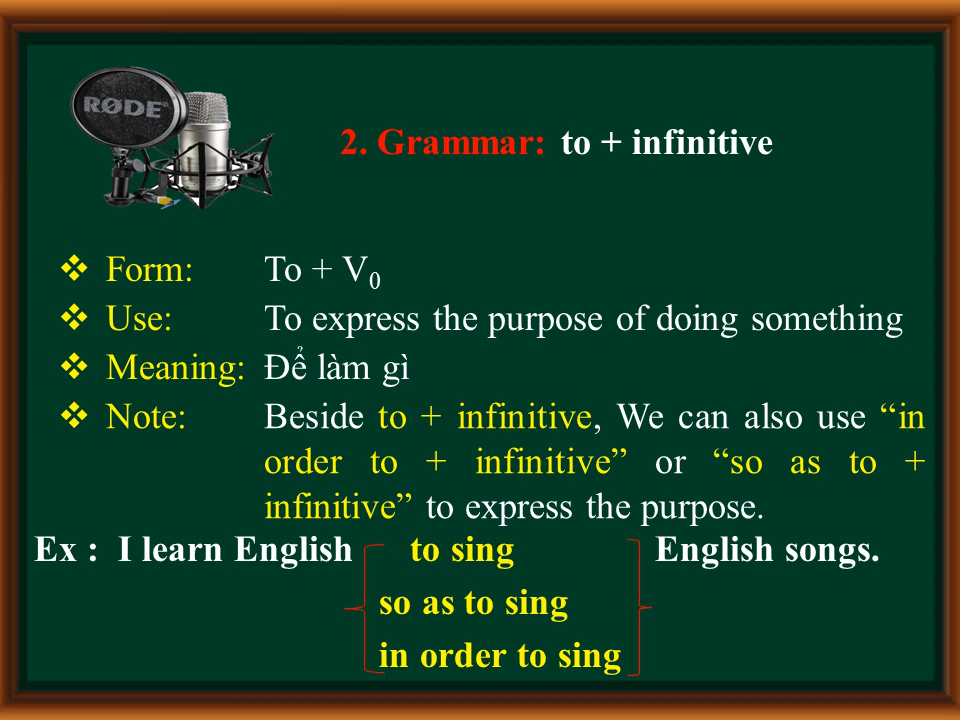 RØDE
2. Grammar: to + infinitive
❖ Form: To + V₀
❖ Use: To express the purpose of doing something
❖ Meaning: Để làm gì
❖ Note: Beside to + infinitive, We can also use “in
order to + infinitive” or “so as to +
infinitive” to express the purpose.
Ex : I learn English to sing English songs.
so as to sing
in order to sing